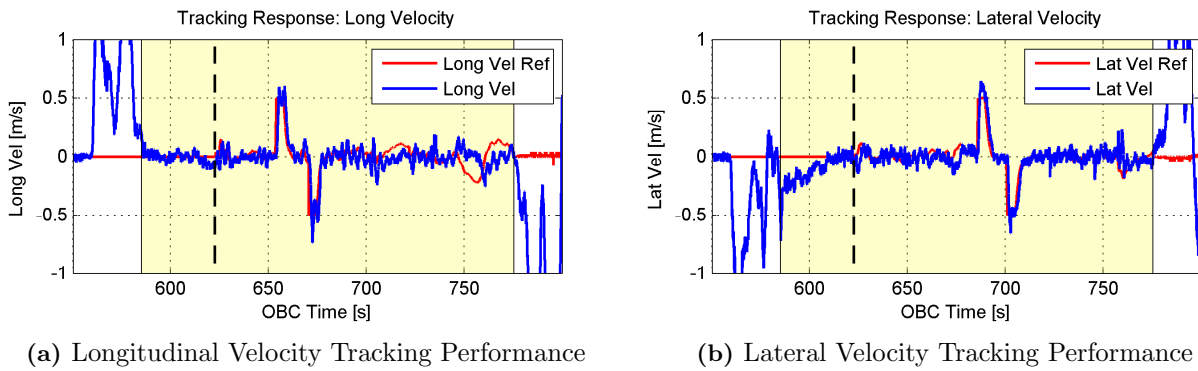 Tracking Response: Long Velocity
1
0.5
0
-0.5
-1
Long Vel [m/s]
Long Vel Ref
Long Vel
600
650
700
750
OBC Time [s]
(a) Longitudinal Velocity Tracking Performance
Tracking Response: Lateral Velocity
1
0.5
0
-0.5
-1
Lat Vel [m/s]
Lat Vel Ref
Lat Vel
600
650
700
750
OBC Time [s]
(b) Lateral Velocity Tracking Performance